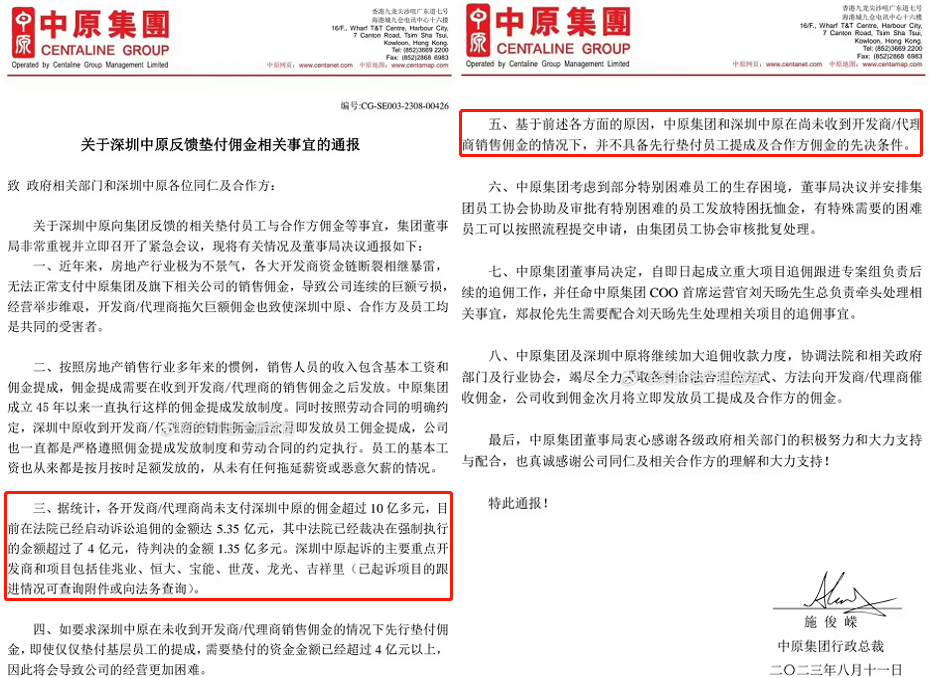 中原集團
CENTALINE GROUP
Operated by Centaline Group Management Limited
香港九龙尖沙咀广东道七号
海港城九仓电讯中心十六楼
16/F., Wharf T&T Centre, Harbour City,
7 Canton Road, Tsim Sha Tsui,
Kowloon, Hong Kong.
Tel: (852)3669 2200
Fax: (852)2868 6983
中原网页：www.centanet.com 中原地图：www.centamap.com
编号:CG-SE003-2308-00426
关于深圳中原反馈垫付佣金相关事宜的通报
致 政府相关部门和深圳中原各位同仁及合作方：
关于深圳中原向集团反馈的相关垫付员工与合作方佣金等事宜，集团董事
局非常重视并立即召开了紧急会议，现将有关情况及董事局决议通报如下：
一、近年来，房地产行业极为不景气，各大开发商资金链断裂相继暴雷，
无法正常支付中原集团及旗下相关公司的销售佣金，导致公司连续的巨额亏损，
经营举步维艰，开发商/代理商拖欠巨额佣金也致使深圳中原、合作方及员工均
是共同的受害者。
二、按照房地产销售行业多年来的惯例，销售人员的收入包含基本工资和
佣金提成，佣金提成需要在收到开发商/代理商的销售佣金之后发放。中原集团
成立 45 年以来一直执行这样的佣金提成发放制度。同时按照劳动合同的明确约
定，深圳中原收到开发商/代理商的销售佣金后立即发放员工佣金提成，公司
也一直都是严格遵照佣金提成发放制度和劳动合同的约定执行。员工的基本工
资也从来都是按月按时足额发放的，从未有任何拖延薪资或恶意欠薪的情况。
三、据统计，各开发商/代理商尚未支付深圳中原的佣金超过 10 亿多元，目
前在法院已经启动诉讼追佣的金额达 5.35 亿元，其中法院已经裁决在强制执行
的金额超过了 4 亿元，待判决的金额 1.35 亿多元。深圳中原起诉的主要重点开
发商和项目包括佳兆业、恒大、宝能、世茂、龙光、吉祥里（已起诉项目的跟
进情况可查询附件或向法务查询）。
四、如要求深圳中原在未收到开发商/代理商销售佣金的情况下先行垫付佣
金，即使仅仅垫付基层员工的提成，需要垫付的资金金额已经超过 4 亿元以上，
因此将会导致公司的经营更加困难。
中原集團
CENTALINE GROUP
Operated by Centaline Group Management Limited
香港九龙尖沙咀广东道七号
海港城九仓电讯中心十六楼
16/F., Wharf T&T Centre, Harbour City,
7 Canton Road, Tsim Sha Tsui,
Kowloon, Hong Kong.
Tel: (852)3669 2200
Fax: (852)2868 6983
中原网页：www.centanet.com 中原地图：www.centamap.com
五、基于前述各方面的原因，中原集团和深圳中原在尚未收到开发商/代理
商销售佣金的情况下，并不具备先行垫付员工提成及合作方佣金的先决条件。
六、中原集团考虑到部分特别困难员工的生存困境，董事局决议并安排集
团员工协会协助及审批有特别困难的员工发放特困抚恤金，有特殊需要的困难
员工可以按照流程提交申请，由集团员工协会审核批复处理。
七、中原集团董事局决定，自即日起成立重大项目追佣跟进专案组负责后
续的追佣工作，并任命中原集团 COO 首席运营官刘天旸先生总负责牵头处理相
关事宜，郑叔伦先生需要配合刘天旸先生处理相关项目的追佣事宜。
八、中原集团及深圳中原将继续加大追佣收款力度，协调法院和相关政府
部门及行业协会，竭尽全力采取各种合法合理的方式、方法向开发商/代理商催
收佣金，公司收到佣金次月将立即发放员工提成及合作方的佣金。
最后，中原集团董事局衷心感谢各级政府相关部门的积极努力和大力支持
与配合，也真诚感谢公司同仁及相关合作方的理解和大力支持！
特此通报！
施 俊 嵘
中原集团行政总裁
二〇二三年八月十一日